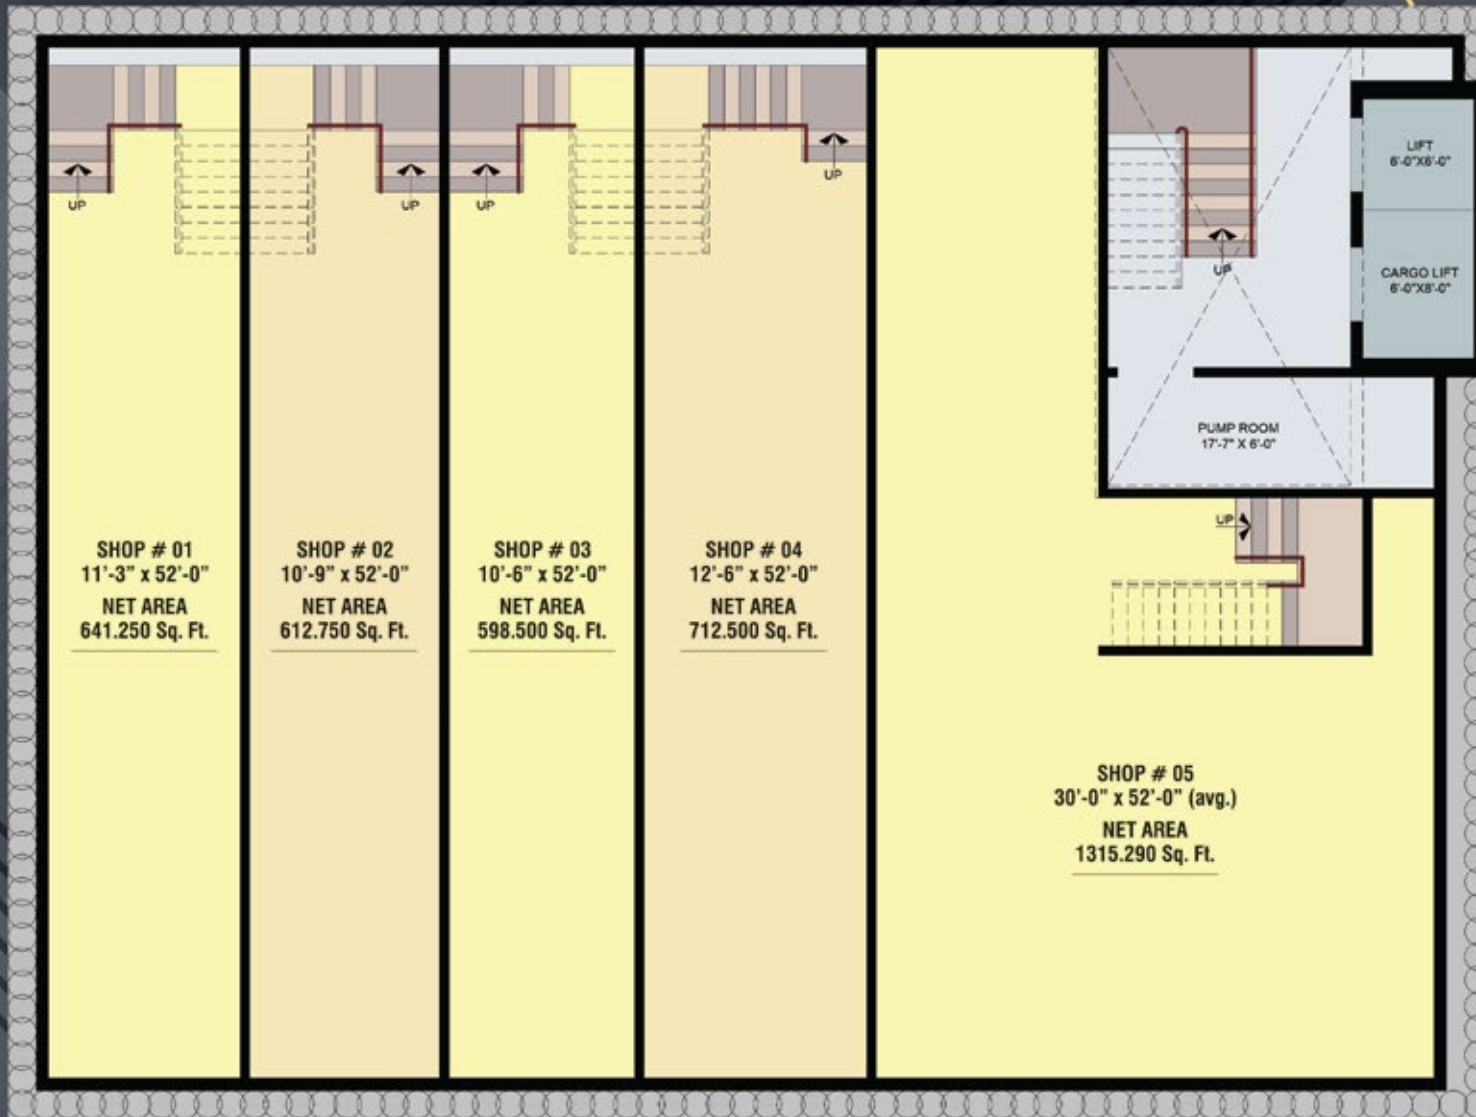 UP
UP
UP
UP
UP
LIFT
6'-0"X6'-0"
CARGO LIFT
6'-0"X8'-0"
PUMP ROOM
17'-7" X 6'-0"
UP
SHOP # 01
11'-3" x 52'-0"
NET AREA
641.250 Sq. Ft.
SHOP # 02
10'-9" x 52'-0"
NET AREA
612.750 Sq. Ft.
SHOP # 03
10'-6" x 52'-0"
NET AREA
598.500 Sq. Ft.
SHOP # 04
12'-6" x 52'-0"
NET AREA
712.500 Sq. Ft.
SHOP # 05
30'-0" x 52'-0" (avg.)
NET AREA
1315.290 Sq. Ft.